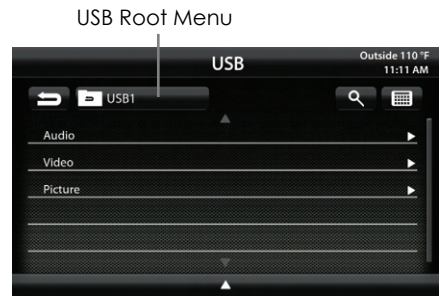 USB Root Menu
USB
Outside 110 °F
11:11 AM
USB1
Audio
Video
Picture